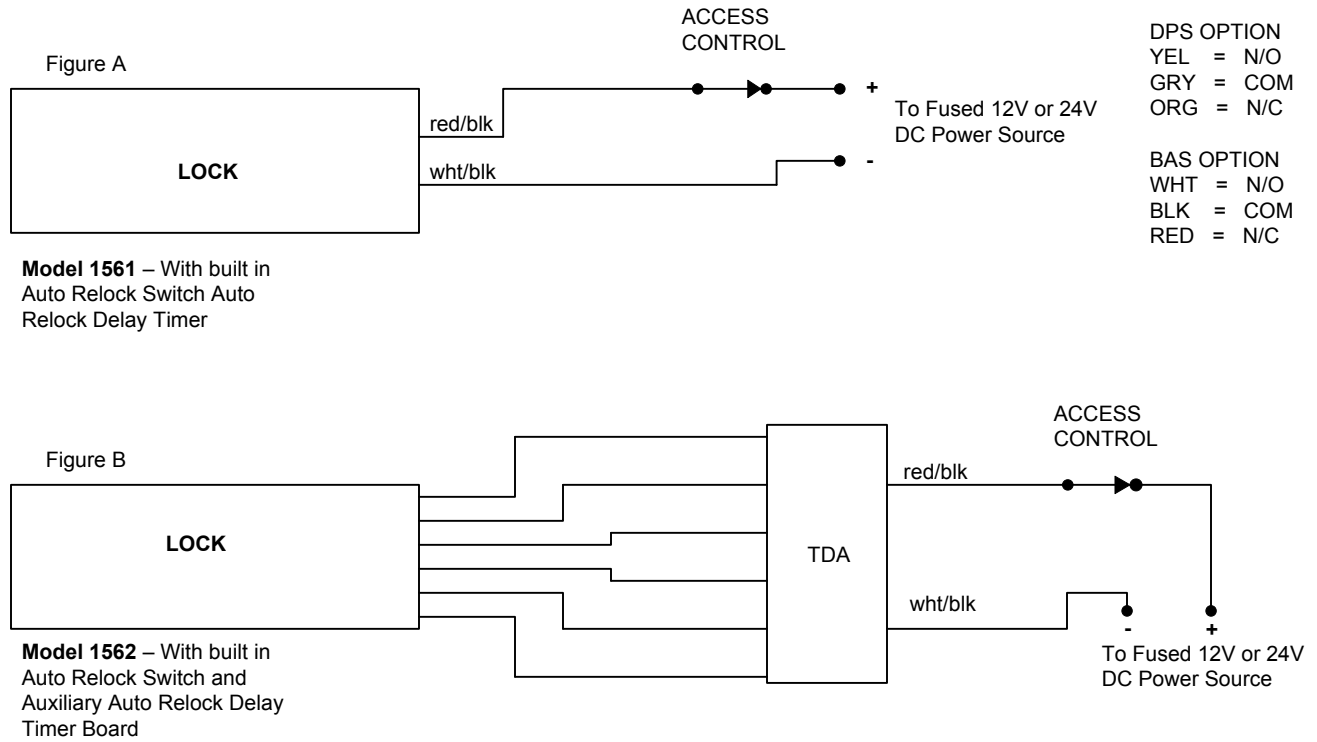 Figure A
LOCK
red/blk
wht/blk
ACCESS
CONTROL
+
-
To Fused 12V or 24V
DC Power Source
DPS OPTION
YEL = N/O
GRY = COM
ORG = N/C
BAS OPTION
WHT = N/O
BLK = COM
RED = N/C
Model 1561 – With built in
Auto Relock Switch Auto
Relock Delay Timer
Figure B
LOCK
TDA
red/blk
wht/blk
ACCESS
CONTROL
-
+
To Fused 12V or 24V
DC Power Source
Model 1562 – With built in
Auto Relock Switch and
Auxiliary Auto Relock Delay
Timer Board